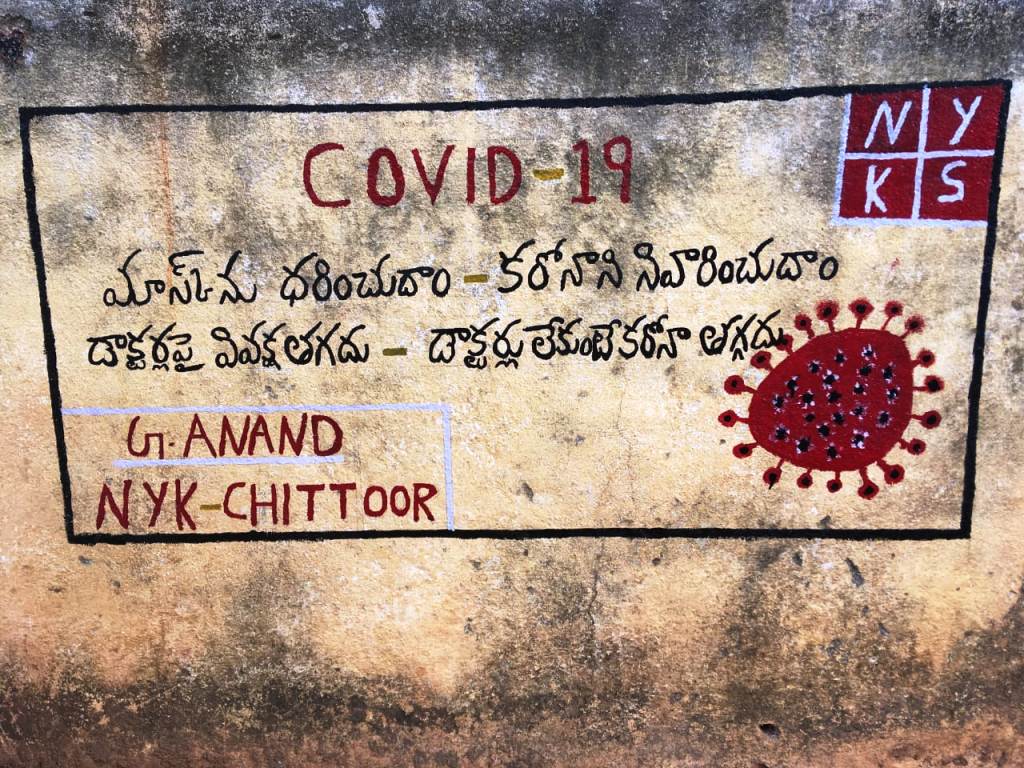 N Y
K S
COVID-19
మాస్క్ ను ధరించుదాం - కరోనాని నివారించుదాం
డాక్టర్లపై వివక్ష తగదు - డాక్టర్లు లేకుంటే కరోనా తగ్గదు
G. ANAND
NYK-CHITTOOR